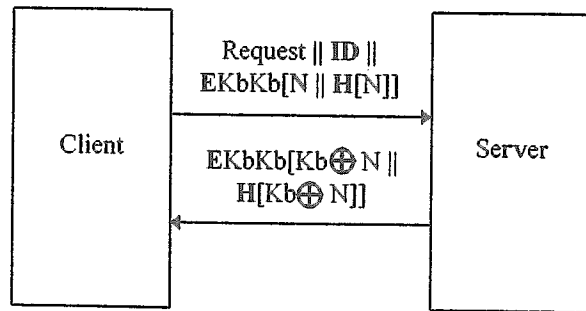 Request || ID ||
EKbKb[N || H[N]]
Client
EKbKb[Kb⊕ N ||
H[Kb⊕ N]]
Server